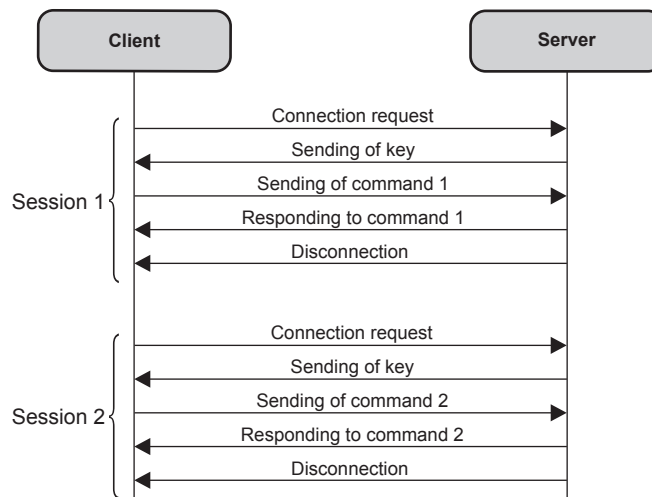 Client
Server
Session 1
Connection request
Sending of key
Sending of command 1
Responding to command 1
Disconnection
Session 2
Connection request
Sending of key
Sending of command 2
Responding to command 2
Disconnection